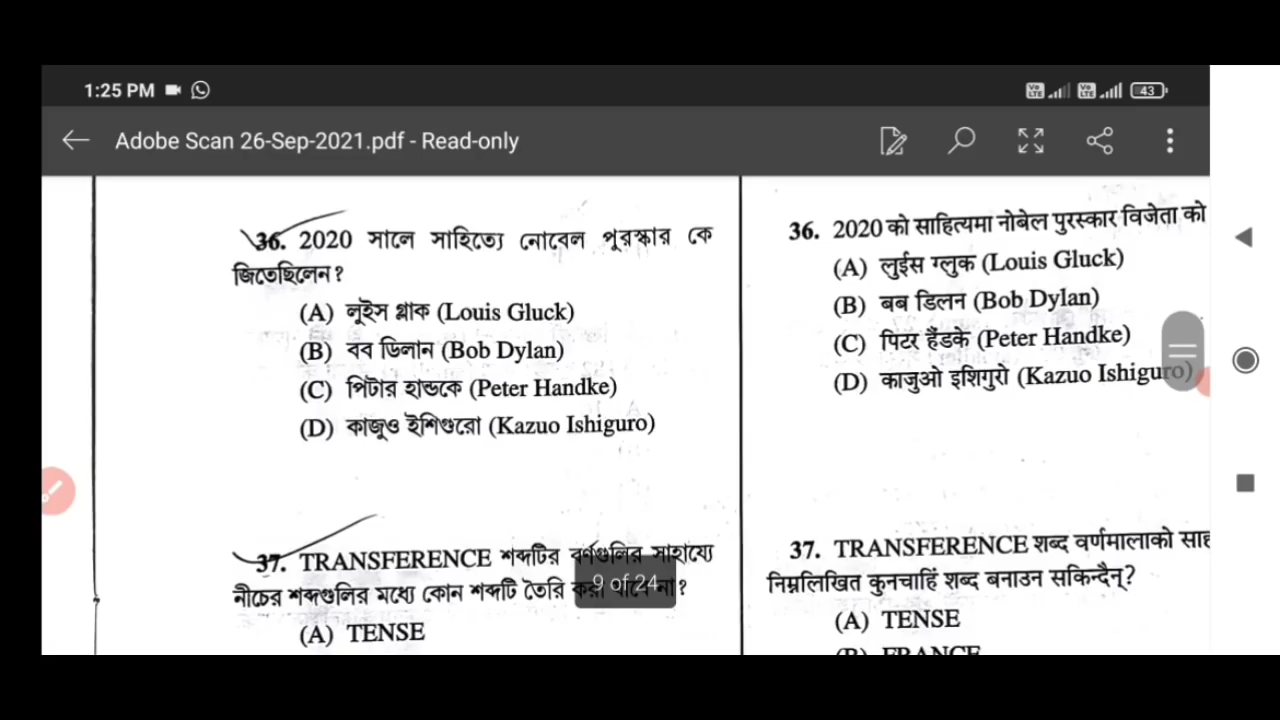 1:25 PM
43
Adobe Scan 26-Sep-2021.pdf - Read-only
36. 2020 সালে সাহিত্যে নোবেল পুরস্কার কে
জিতেছিলেন?
(A) লুইস গ্লাক (Louis Gluck)
(B) বব ডিলান (Bob Dylan)
(C) পিটার হান্ডকে (Peter Handke)
(D) কাজুও ইশিগুরো (Kazuo Ishiguro)
37. TRANSFERENCE শব্দটির বর্ণগুলির সাহায্যে
নীচের শব্দগুলির মধ্যে কোন শব্দটি তৈরি করা যাবে না?
(A) TENSE
9 of 24
36. 2020 को साहित्यमा नोबेल पुरस्कार विजेता को
(A) लुईस ग्लुक (Louis Gluck)
(B) बब डिलन (Bob Dylan)
(C) पिटर हैंडके (Peter Handke)
(D) काजुओ इशिगुरो (Kazuo Ishiguro)
37. TRANSFERENCE शब्द वर्णमालाको
निम्नलिखित कुनचाहिं शब्द बनाउन सकिन्दैन्?
(A) TENSE
(B) FRANCE